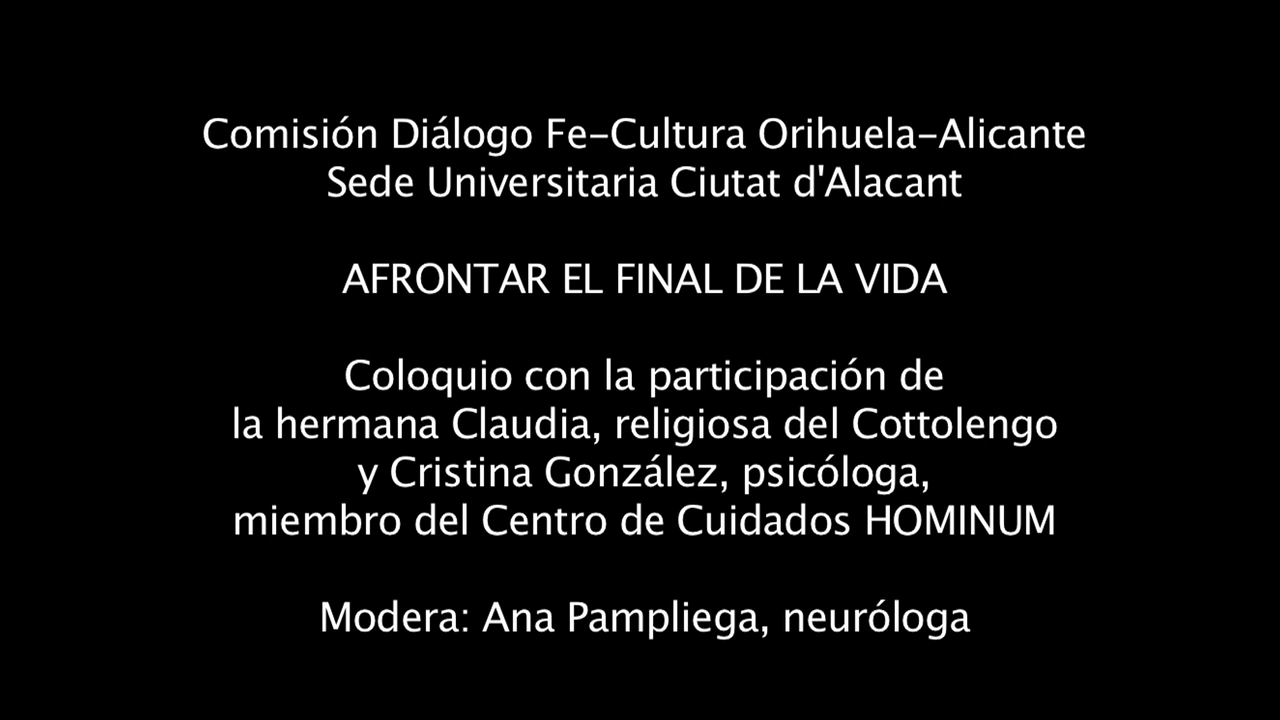 Comisión Diálogo Fe-Cultura Orihuela-Alicante
Sede Universitaria Ciutat d'Alacant
AFRONTAR EL FINAL DE LA VIDA
Coloquio con la participación de
la hermana Claudia, religiosa del Cottolengo
y Cristina González, psicóloga,
miembro del Centro de Cuidados HOMINUM
Modera: Ana Pampliega, neuróloga